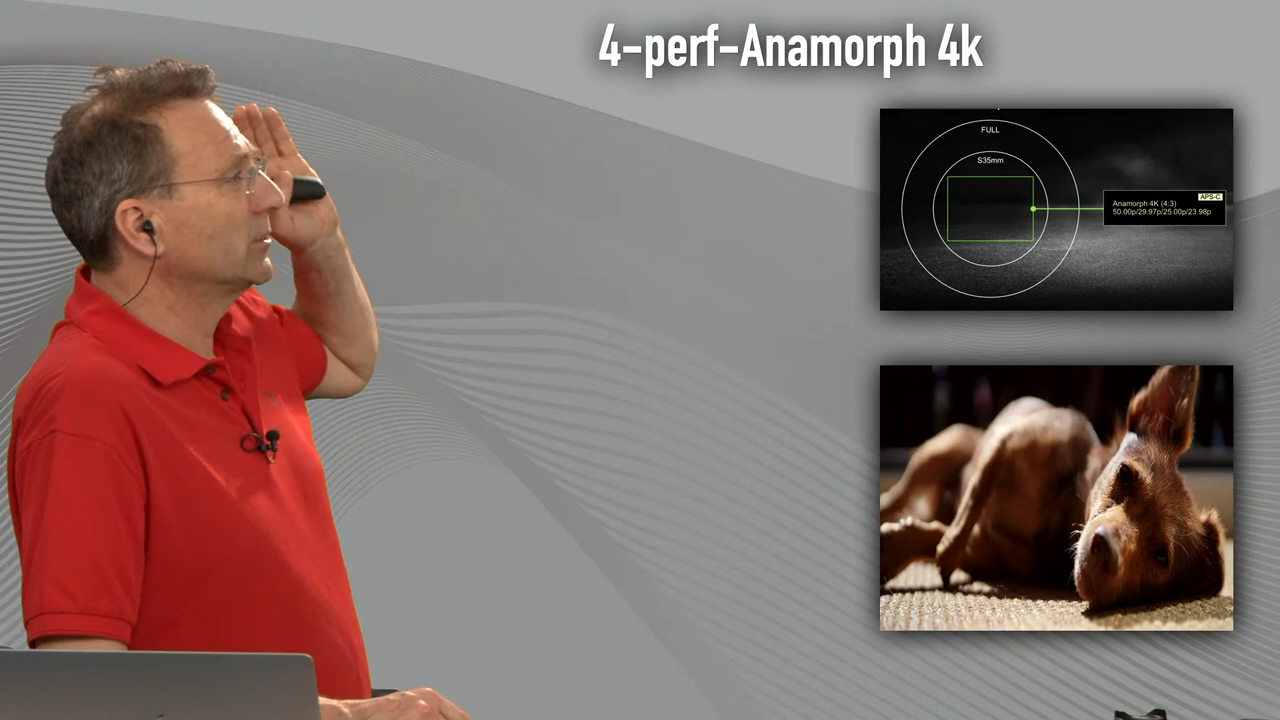 4-perf-Anamorph 4k
FULL
S35mm
APS-C
Anamorph 4K (4:3)
50.00p/29.97p/25.00p/23.98p